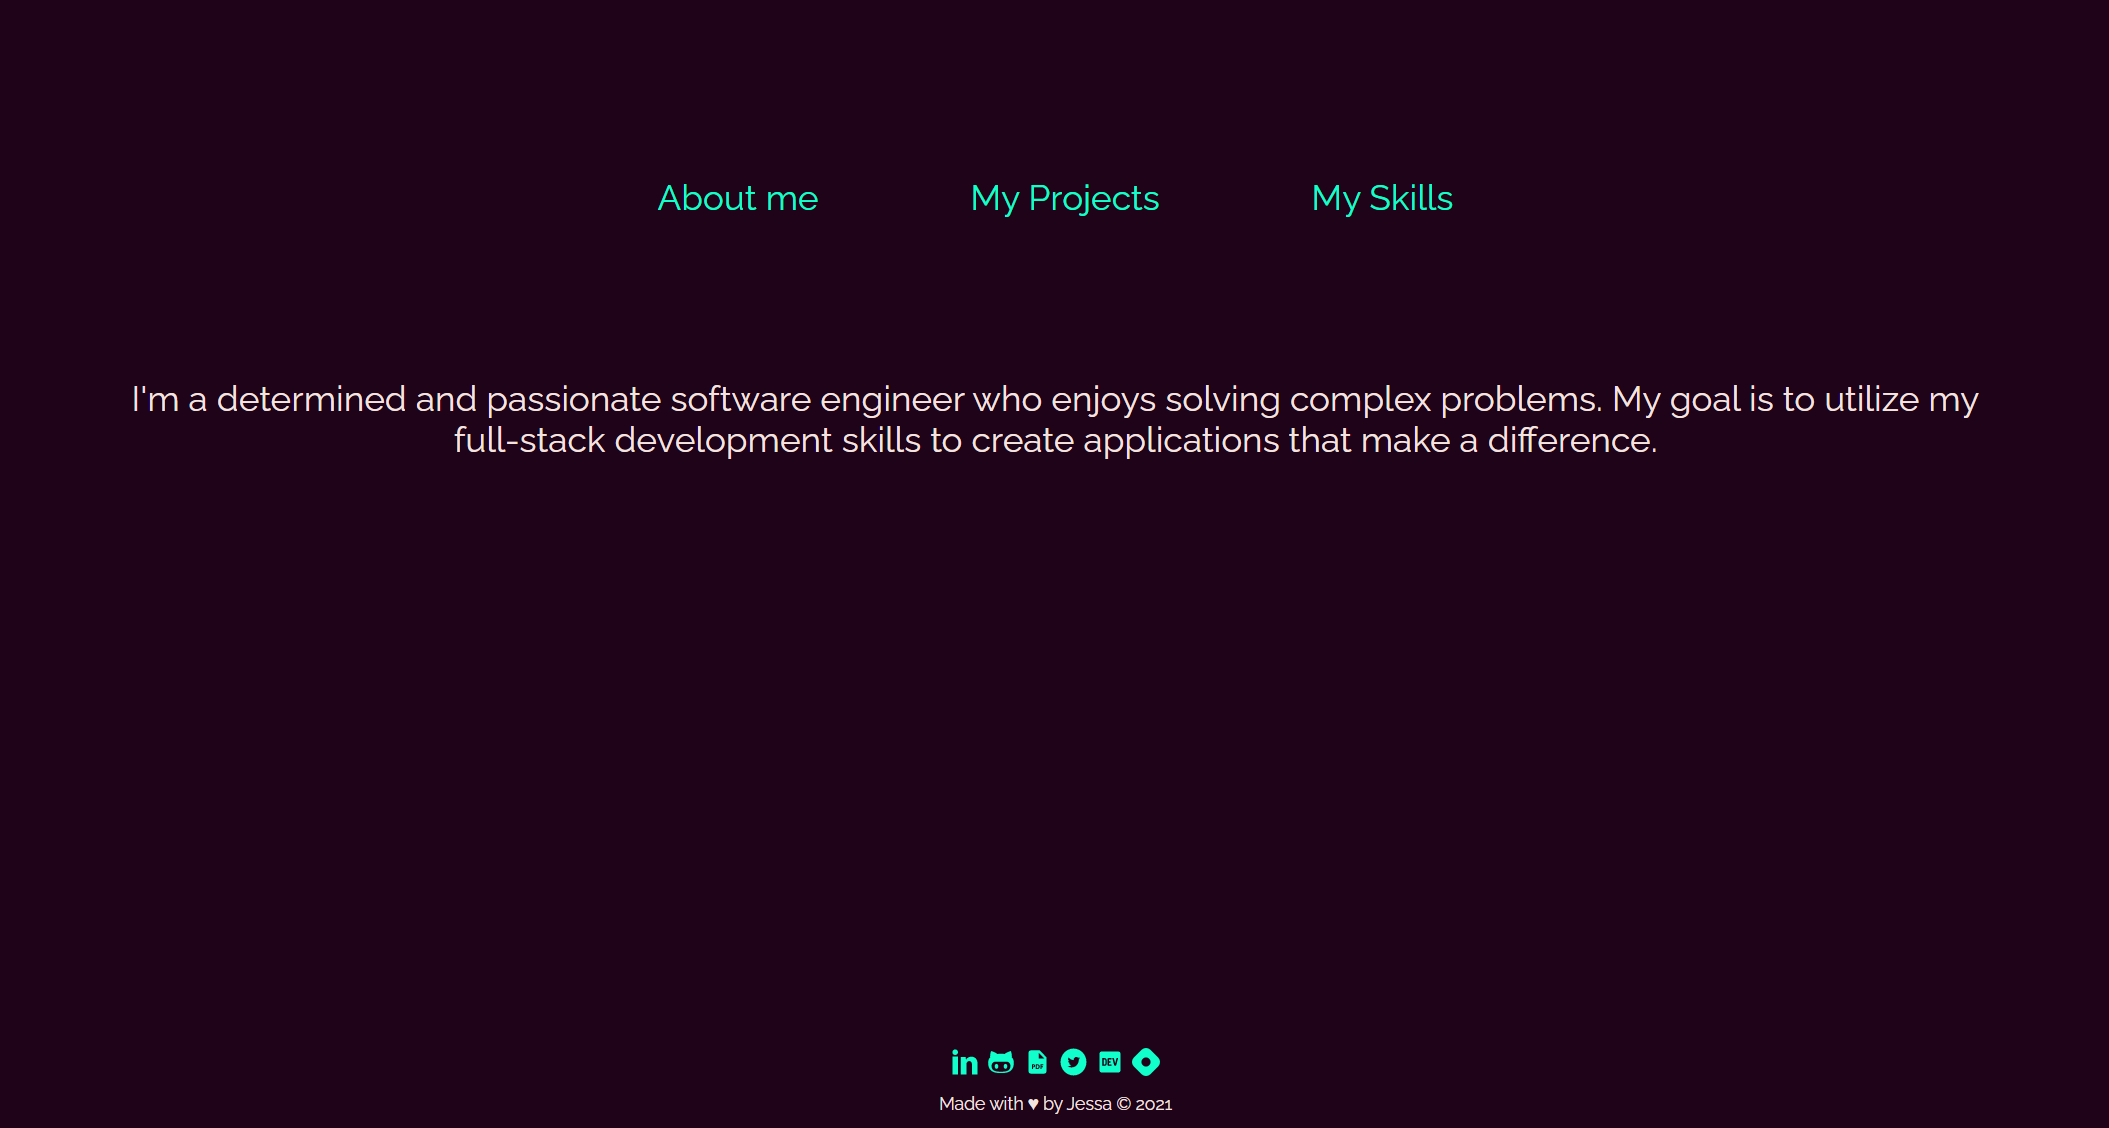 About me My Projects My Skills
I'm a determined and passionate software engineer who enjoys solving complex problems. My goal is to utilize my
full-stack development skills to create applications that make a difference.
in PDF DEV
Made with ♥ by Jessa © 2021